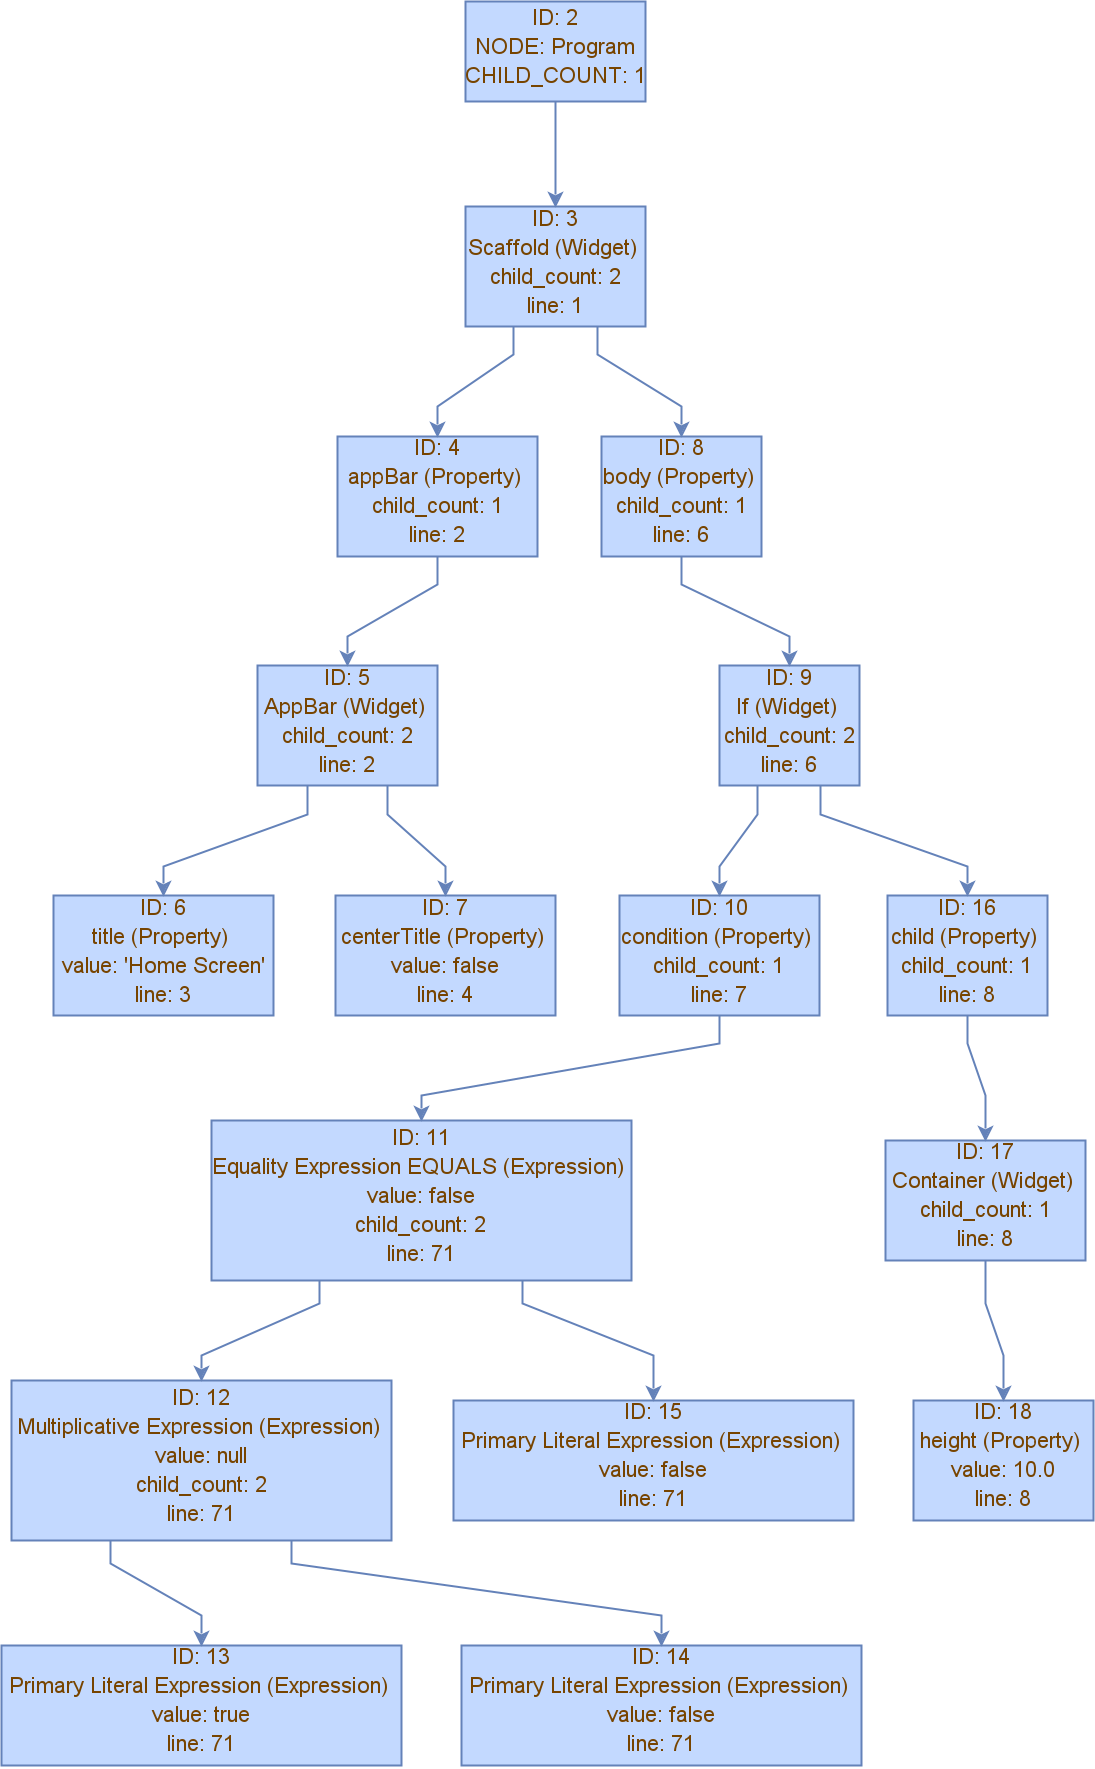 ID: 2
NODE: Program
CHILD_COUNT: 1
ID: 3
Scaffold (Widget)
child_count: 2
line: 1
ID: 4
appBar (Property)
child_count: 1
line: 2
ID: 8
body (Property)
child_count: 1
line: 6
ID: 5
AppBar (Widget)
child_count: 2
line: 2
ID: 9
If (Widget)
child_count: 2
line: 6
ID: 6
title (Property)
value: 'Home Screen'
line: 3
ID: 7
centerTitle (Property)
value: false
line: 4
ID: 10
condition (Property)
child_count: 1
line: 7
ID: 16
child (Property)
child_count: 1
line: 8
ID: 11
Equality Expression EQUALS (Expression)
value: false
child_count: 2
line: 71
ID: 17
Container (Widget)
child_count: 1
line: 8
ID: 12
Multiplicative Expression (Expression)
value: null
child_count: 2
line: 71
ID: 15
Primary Literal Expression (Expression)
value: false
line: 71
ID: 18
height (Property)
value: 10.0
line: 8
ID: 13
Primary Literal Expression (Expression)
value: true
line: 71
ID: 14
Primary Literal Expression (Expression)
value: false
line: 71